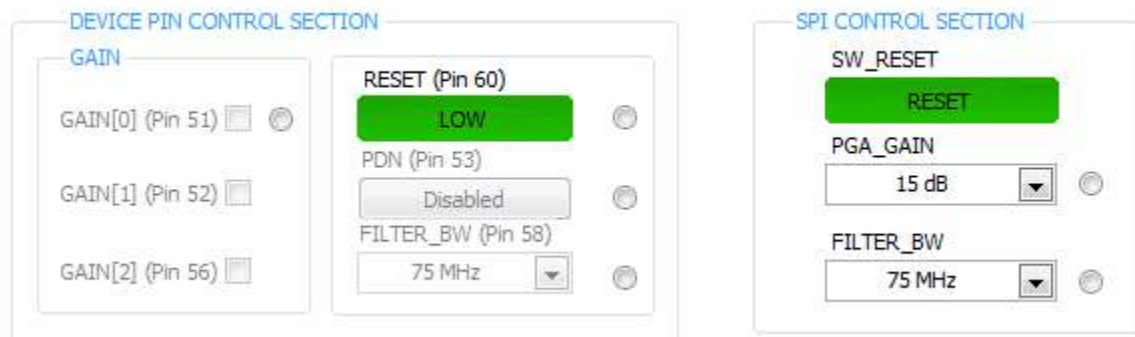 DEVICE PIN CONTROL SECTION
GAIN
GAIN[0] (Pin 51)
GAIN[1] (Pin 52)
GAIN[2] (Pin 56)
RESET (Pin 60)
LOW
PDN (Pin 53)
Disabled
FILTER_BW (Pin 58)
75 MHz
SPI CONTROL SECTION
SW_RESET
RESET
PGA_GAIN
15 dB
FILTER_BW
75 MHz